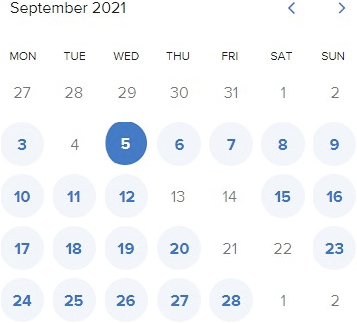 September 2021
MON TUE WED THU FRI SAT SUN
27 28 29 30 31 1 2
3 4 5 6 7 8 9
10 11 12 13 14 15 16
17 18 19 20 21 22 23
24 25 26 27 28 1 2